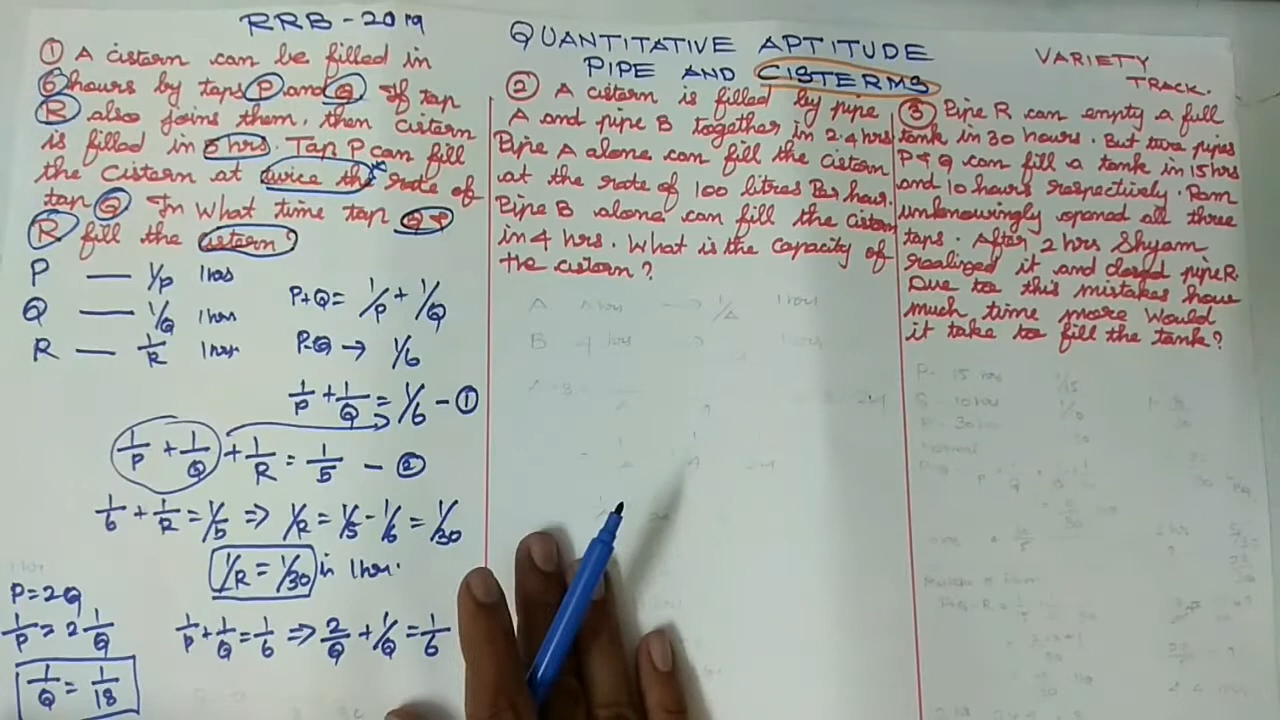 RRB - 2019
QUANTITATIVE APTITUDE
PIPE AND CISTERMS
VARIETY
TRACK.
① A cistern can be filled in
6 hours by taps P and Q If tap
R also joins them, then cistern
is filled in 5 hrs. Tap P can fill
the Cistern at twice the rate of
tap Q In what time tap Q &
R fill the cistern?
P — 1/P 1hrs
Q — 1/Q 1hrs
R — 1/R 1hrs
P+Q = 1/P + 1/Q
P+Q → 1/6
1/P + 1/Q = 1/6 - ①
1/P + 1/Q + 1/R = 1/5 - ②
1/6 + 1/R = 1/5 ⇒ 1/R = 1/5 - 1/6 = 1/30
1/R = 1/30 in 1hr.
P = 2Q
1/P = 2 1/Q
1/P + 1/Q = 1/6 ⇒ 2/Q + 1/Q = 1/6
1/Q = 1/18
② A cistern is filled by pipe
A and pipe B together in 2.4 hrs
Pipe A alone can fill the cistern
at the rate of 100 litres Per hour.
Pipe B alone can fill the cistern
in 4 hrs. What is the capacity of
the cistern?
③ Pipe R can empty a full
tank in 30 hours. But two pipes
P & Q can fill a tank in 15 hrs
and 10 hours respectively. Ram
unknowingly opened all three
taps. After 2 hrs Shyam
realized it and closed pipe R.
Due to this mistakes how
much time more would
it take to fill the tank?